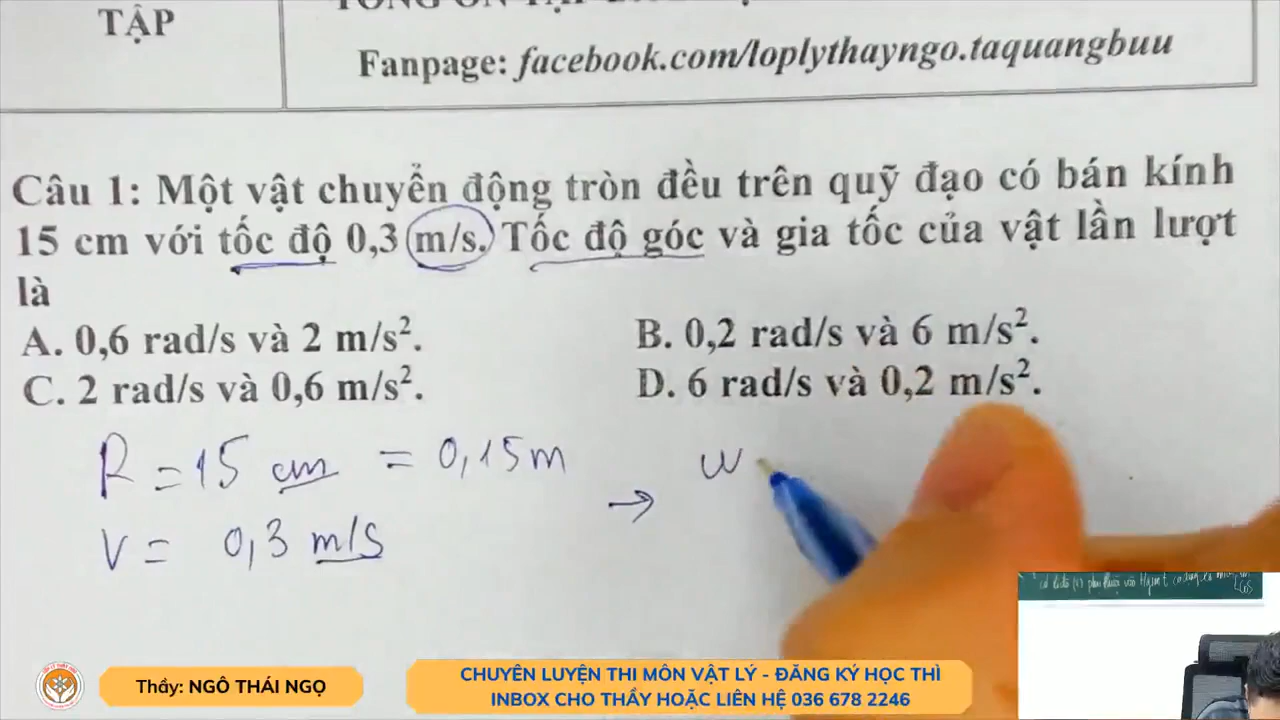 TẬP
Fanpage: facebook.com/loplythayngo.taquangbuu
Câu 1: Một vật chuyển động tròn đều trên quỹ đạo có bán kính
15 cm với tốc độ 0,3 m/s. Tốc độ góc và gia tốc của vật lần lượt
là
A. 0,6 rad/s và 2 m/s². B. 0,2 rad/s và 6 m/s².
C. 2 rad/s và 0,6 m/s². D. 6 rad/s và 0,2 m/s².
R = 15 cm = 0,15m
→ ω
V = 0,3 m/s
Thầy: NGÔ THÁI NGỌ
CHUYÊN LUYỆN THI MÔN VẬT LÝ - ĐĂNG KÝ HỌC THÌ
INBOX CHO THẦY HOẶC LIÊN HỆ 036 678 2246